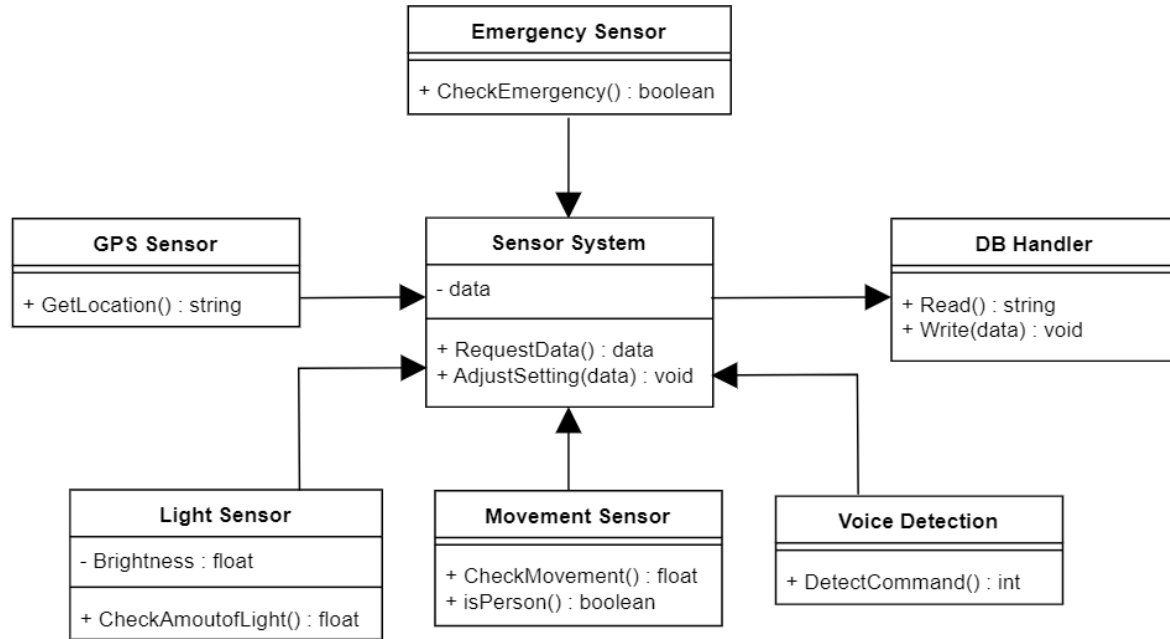 Emergency Sensor
+ CheckEmergency() : boolean
GPS Sensor
+ GetLocation() : string
Sensor System
- data
+ RequestData() : data
+ AdjustSetting(data) : void
DB Handler
+ Read() : string
+ Write(data) : void
Light Sensor
- Brightness : float
+ CheckAmoutofLight() : float
Movement Sensor
+ CheckMovement() : float
+ isPerson() : boolean
Voice Detection
+ DetectCommand() : int